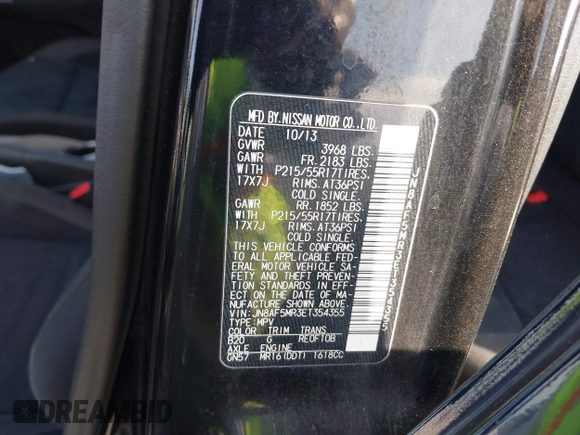 MFD BY NISSAN MOTOR CO., LTD.
DATE 10/13
GVWR 3968 LBS.
GAWR FR. 2183 LBS.
WITH P215/55R17TIRES.
17X7J RIMS. AT36PSI
COLD SINGLE.
GAWR RR. 1852 LBS.
WITH P215/55R17TIRES.
17X7J RIMS. AT36PSI
COLD SINGLE.
THIS VEHICLE CONFORMS
TO ALL APPLICABLE FED-
ERAL MOTOR VEHICLE SA-
FETY AND THEFT PREVEN-
TION STANDARDS IN EFF-
ECT ON THE DATE OF MA-
NUFACTURE SHOWN ABOVE.
VIN: JN8AF5MR3ET354355
TYPE: MPV
COLOR TRIM TRANS
B20 G RE0F10B
AXLE ENGINE
GN57 MR16(DDT) 1618CC
JN8AF5MR3ET354355
DREAMBID